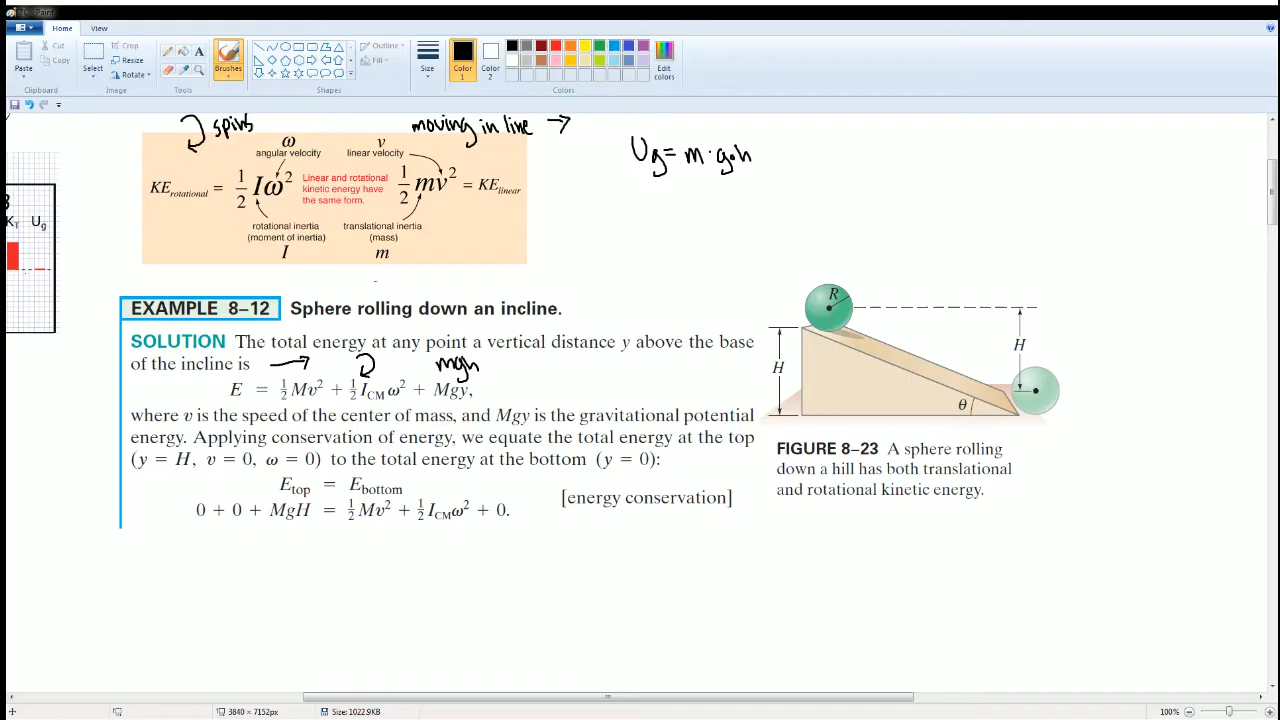 7C - Paint
Home View
Cut
Copy
Paste
Clipboard
Select
Crop
Resize
Rotate
Image
A
Tools
Brushes
Shapes
Outline
Fill
Size
Color 1
Color 2
Edit colors
Colors
spins
moving in line →
Ug = m · g · h
ω
angular velocity
v
linear velocity
KErotational = 1/2 Iω²
Linear and rotational kinetic energy have the same form.
1/2 mv² = KElinear
rotational inertia (moment of inertia)
I
translational inertia (mass)
m
KT Ug
EXAMPLE 8–12 Sphere rolling down an incline.
SOLUTION The total energy at any point a vertical distance y above the base
of the incline is
mgh
E = ½Mv² + ½ICM ω² + Mgy,
where v is the speed of the center of mass, and Mgy is the gravitational potential
energy. Applying conservation of energy, we equate the total energy at the top
(y = H, v = 0, ω = 0) to the total energy at the bottom (y = 0):
Etop = Ebottom
0 + 0 + MgH = ½Mv² + ½ICMω² + 0.
[energy conservation]
R
H
H
θ
FIGURE 8–23 A sphere rolling
down a hill has both translational
and rotational kinetic energy.
3840 × 7152px
Size: 1022.9KB
100%